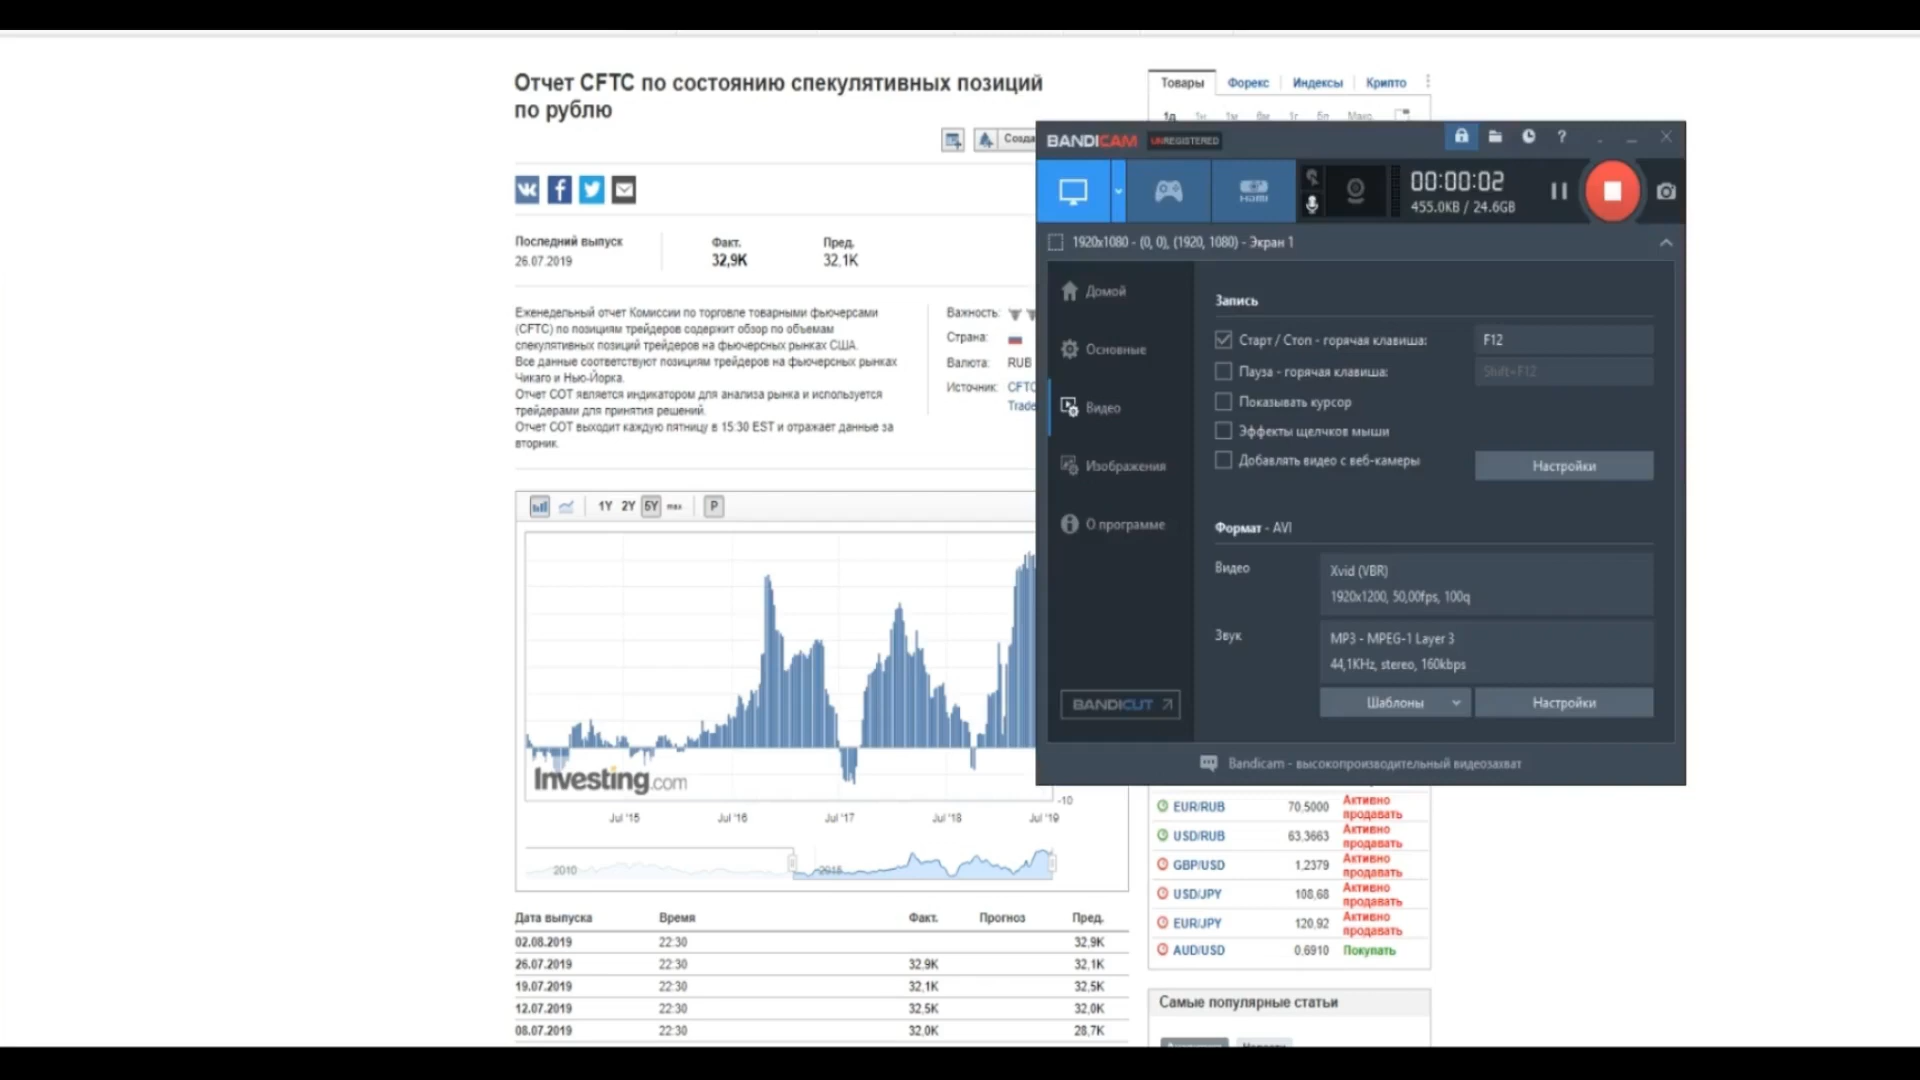 Отчет CFTC по состоянию спекулятивных позиций
по рублю
Созда
Последний выпуск
26.07.2019
Факт.
32,9K
Пред.
32,1K
Еженедельный отчет Комиссии по торговле товарными фьючерсами
(CFTC) по позициям трейдеров содержит обзор по объемам
спекулятивных позиций трейдеров на фьючерсных рынках США.
Все данные соответствуют позициям трейдеров на фьючерсных рынках
Чикаго и Нью-Йорка.
Отчет COT является индикатором для анализа рынка и используется
трейдерами для принятия решений.
Отчет COT выходит каждую пятницу в 15:30 EST и отражает данные за
вторник.
Важность:
Страна:
Валюта: RUB
Источник: CFTC
Trade
1Y 2Y 5Y max P
Investing.com
-10
Jul '15 Jul '16 Jul '17 Jul '18 Jul '19
2010 2015
Дата выпуска Время Факт. Прогноз Пред.
02.08.2019 22:30 32,9K
26.07.2019 22:30 32,9K 32,1K
19.07.2019 22:30 32,1K 32,5K
12.07.2019 22:30 32,5K 32,0K
08.07.2019 22:30 32,0K 28,7K
Товары Форекс Индексы Крипто
1д 1н 1м 6м 1г 5л Макс.
BANDICAM UNREGISTERED
?
HDMI
00:00:02
455.0KB / 24.6GB
1920x1080 - (0, 0), (1920, 1080) - Экран 1
Домой
Основные
Видео
Изображения
О программе
BANDICUT
Запись
Старт / Стоп - горячая клавиша: F12
Пауза - горячая клавиша: Shift+F12
Показывать курсор
Эффекты щелчков мыши
Добавлять видео с веб-камеры
Настройки
Формат - AVI
Видео
Xvid (VBR)
1920x1200, 50,00fps, 100q
Звук
MP3 - MPEG-1 Layer 3
44,1KHz, stereo, 160kbps
Шаблоны
Настройки
Bandicam - высокопроизводительный видеозахват
EUR/RUB 70,5000 Активно продавать
USD/RUB 63,3663 Активно продавать
GBP/USD 1,2379 Активно продавать
USD/JPY 108,68 Активно продавать
EUR/JPY 120,92 Активно продавать
AUD/USD 0,6910 Покупать
Самые популярные статьи